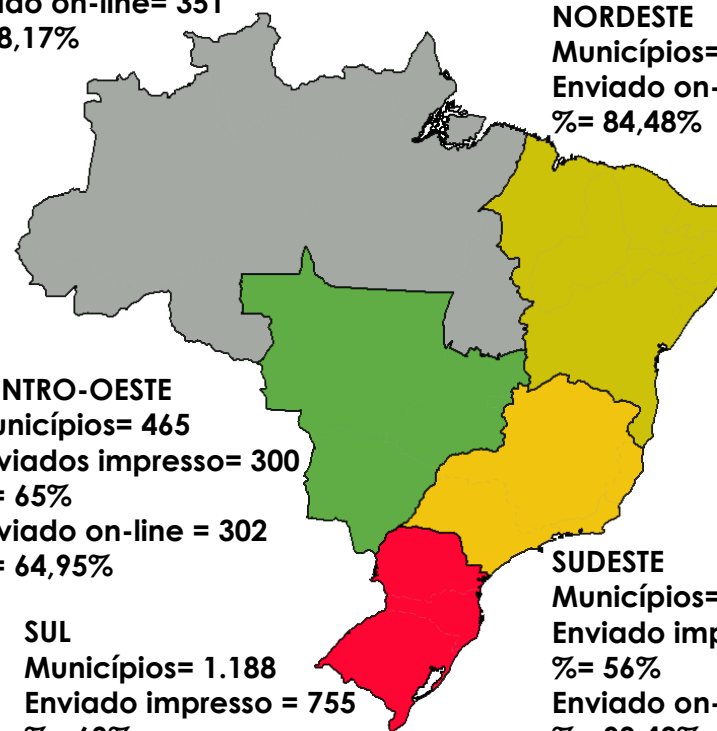 ado on-line= 351
8,17%
NORDESTE
Municípios=
Enviado on-
%= 84,48%
NTRO-OESTE
unicípios= 465
viados impresso= 300
= 65%
viado on-line = 302
= 64,95%
SUL
Municípios= 1.188
Enviado impresso = 755
SUDESTE
Municípios=
Enviado imp
%= 56%
Enviado on-